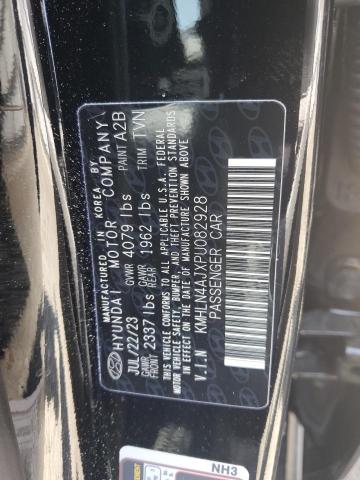 MANUFACTURED IN KOREA BY
HYUNDAI MOTOR COMPANY
JUL/22/23 GVWR 4079 lbs PAINT A2B
GAWR FRONT 2337 lbs GAWR REAR 1962 lbs TRIM TVN
THIS VEHICLE CONFORMS TO ALL APPLICABLE U.S.A. FEDERAL
MOTOR VEHICLE SAFETY, BUMPER, AND THEFT PREVENTION STANDARDS
IN EFFECT ON THE DATE OF MANUFACTURE SHOWN ABOVE
V.I.N KMHLN4AJXPU082928
PASSENGER CAR
NH3